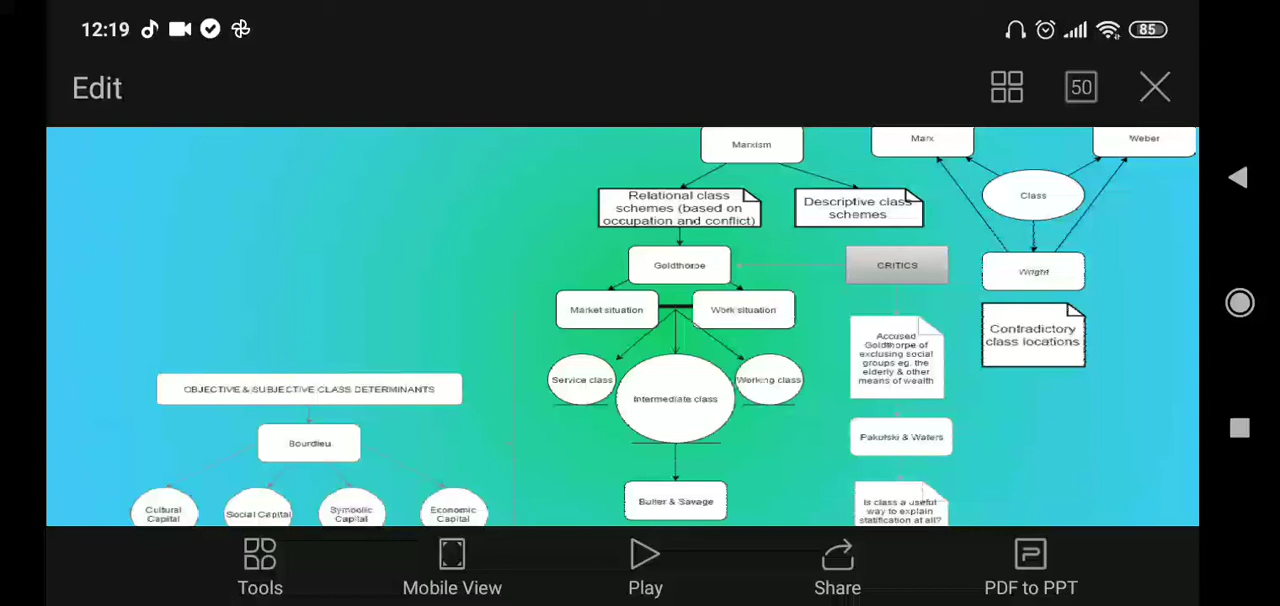 12:19
85
Edit
50
Marxism
Marx
Weber
Relational class
schemes (based on
occupation and conflict)
Descriptive class
schemes
Class
Goldthorpe
CRITICS
Wright
Market situation
Work situation
Contradictory
class locations
Accused
Goldthorpe of
exclusing social
groups eg. the
elderly & other
means of wealth
Service class
Intermediate class
Working class
OBJECTIVE & SUBJECTIVE CLASS DETERMINANTS
Bourdieu
Pakulski & Waters
Cultural
Capital
Social Capital
Symbolic
Capital
Economic
Capital
Butler & Savage
Is class a useful
way to explain
statification at all?
Tools
Mobile View
Play
Share
PDF to PPT